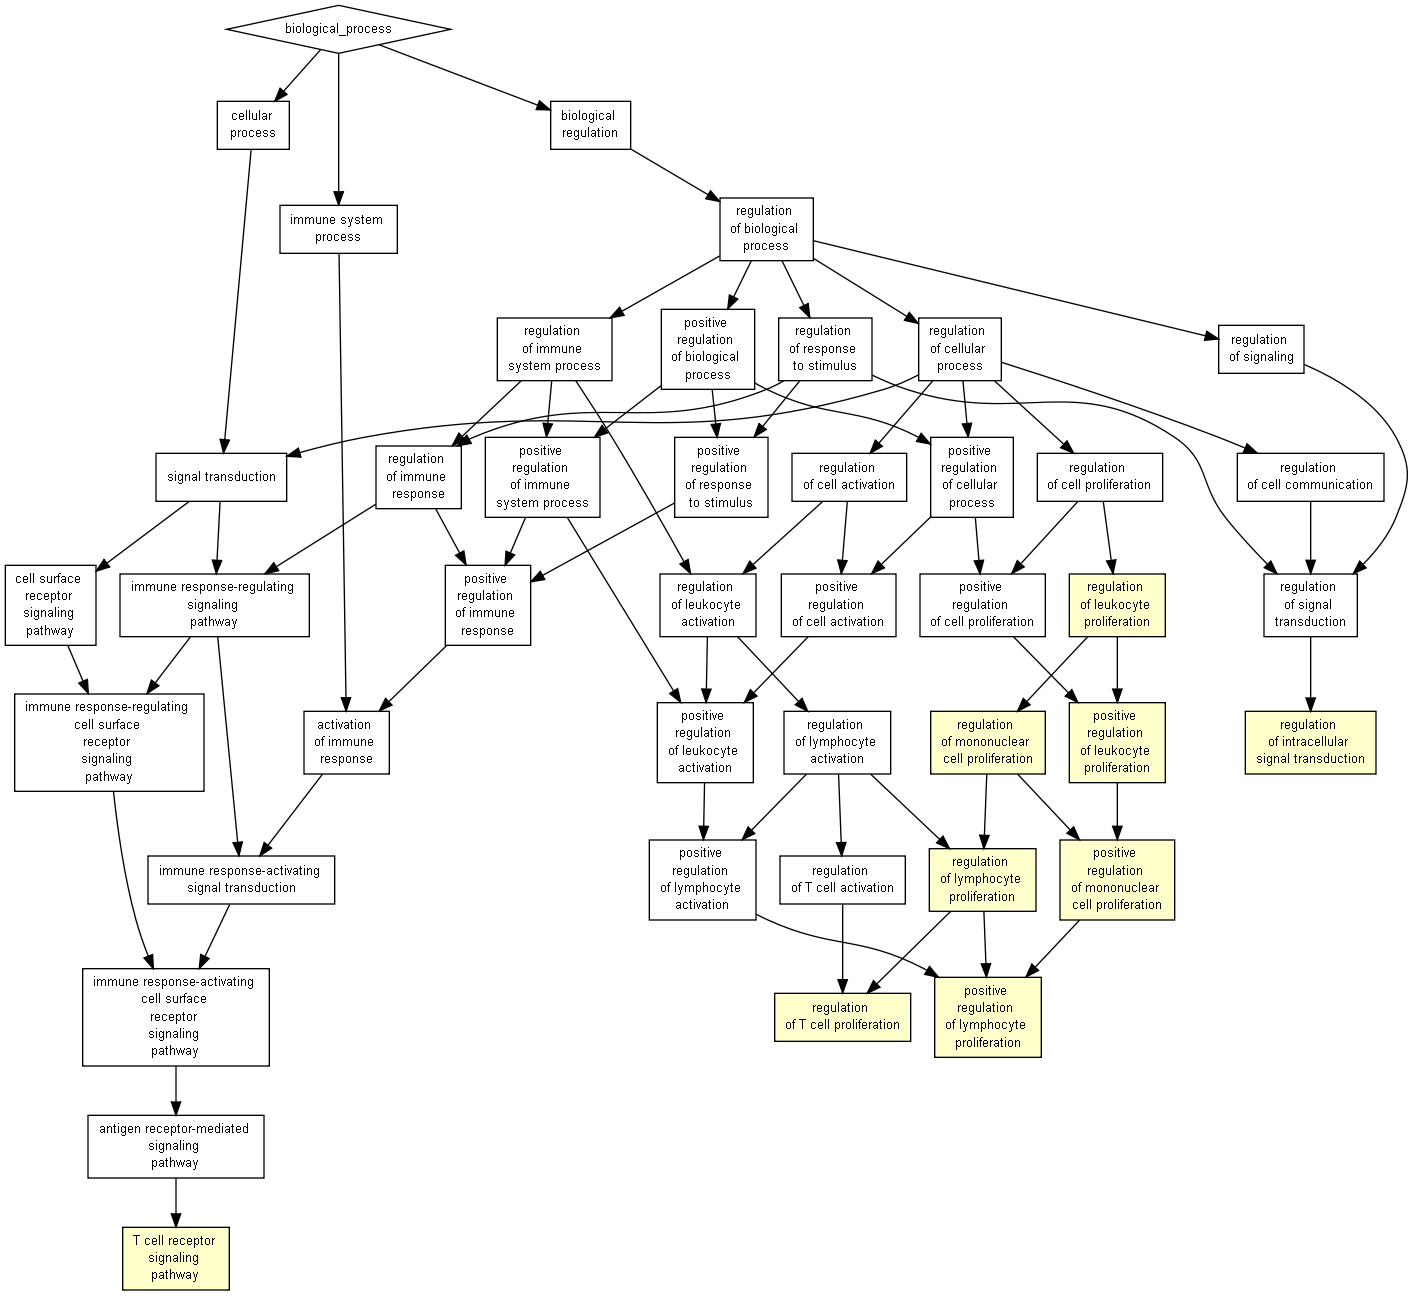 biological_process
cellular
process
biological
regulation
immune system
process
regulation
of biological
process
regulation
of immune
system process
positive
regulation
of biological
process
regulation
of response
to stimulus
regulation
of cellular
process
regulation
of signaling
signal transduction
regulation
of immune
response
positive
regulation
of immune
system process
positive
regulation
of response
to stimulus
regulation
of cell activation
positive
regulation
of cellular
process
regulation
of cell proliferation
regulation
of cell communication
cell surface
receptor
signaling
pathway
immune response-regulating
signaling
pathway
positive
regulation
of immune
response
regulation
of leukocyte
activation
positive
regulation
of cell activation
positive
regulation
of cell proliferation
regulation
of leukocyte
proliferation
regulation
of signal
transduction
immune response-regulating
cell surface
receptor
signaling
pathway
activation
of immune
response
positive
regulation
of leukocyte
activation
regulation
of lymphocyte
activation
regulation
of mononuclear
cell proliferation
positive
regulation
of leukocyte
proliferation
regulation
of intracellular
signal transduction
immune response-activating
signal transduction
positive
regulation
of lymphocyte
activation
regulation
of T cell activation
regulation
of lymphocyte
proliferation
positive
regulation
of mononuclear
cell proliferation
immune response-activating
cell surface
receptor
signaling
pathway
regulation
of T cell proliferation
positive
regulation
of lymphocyte
proliferation
antigen receptor-mediated
signaling
pathway
T cell receptor
signaling
pathway